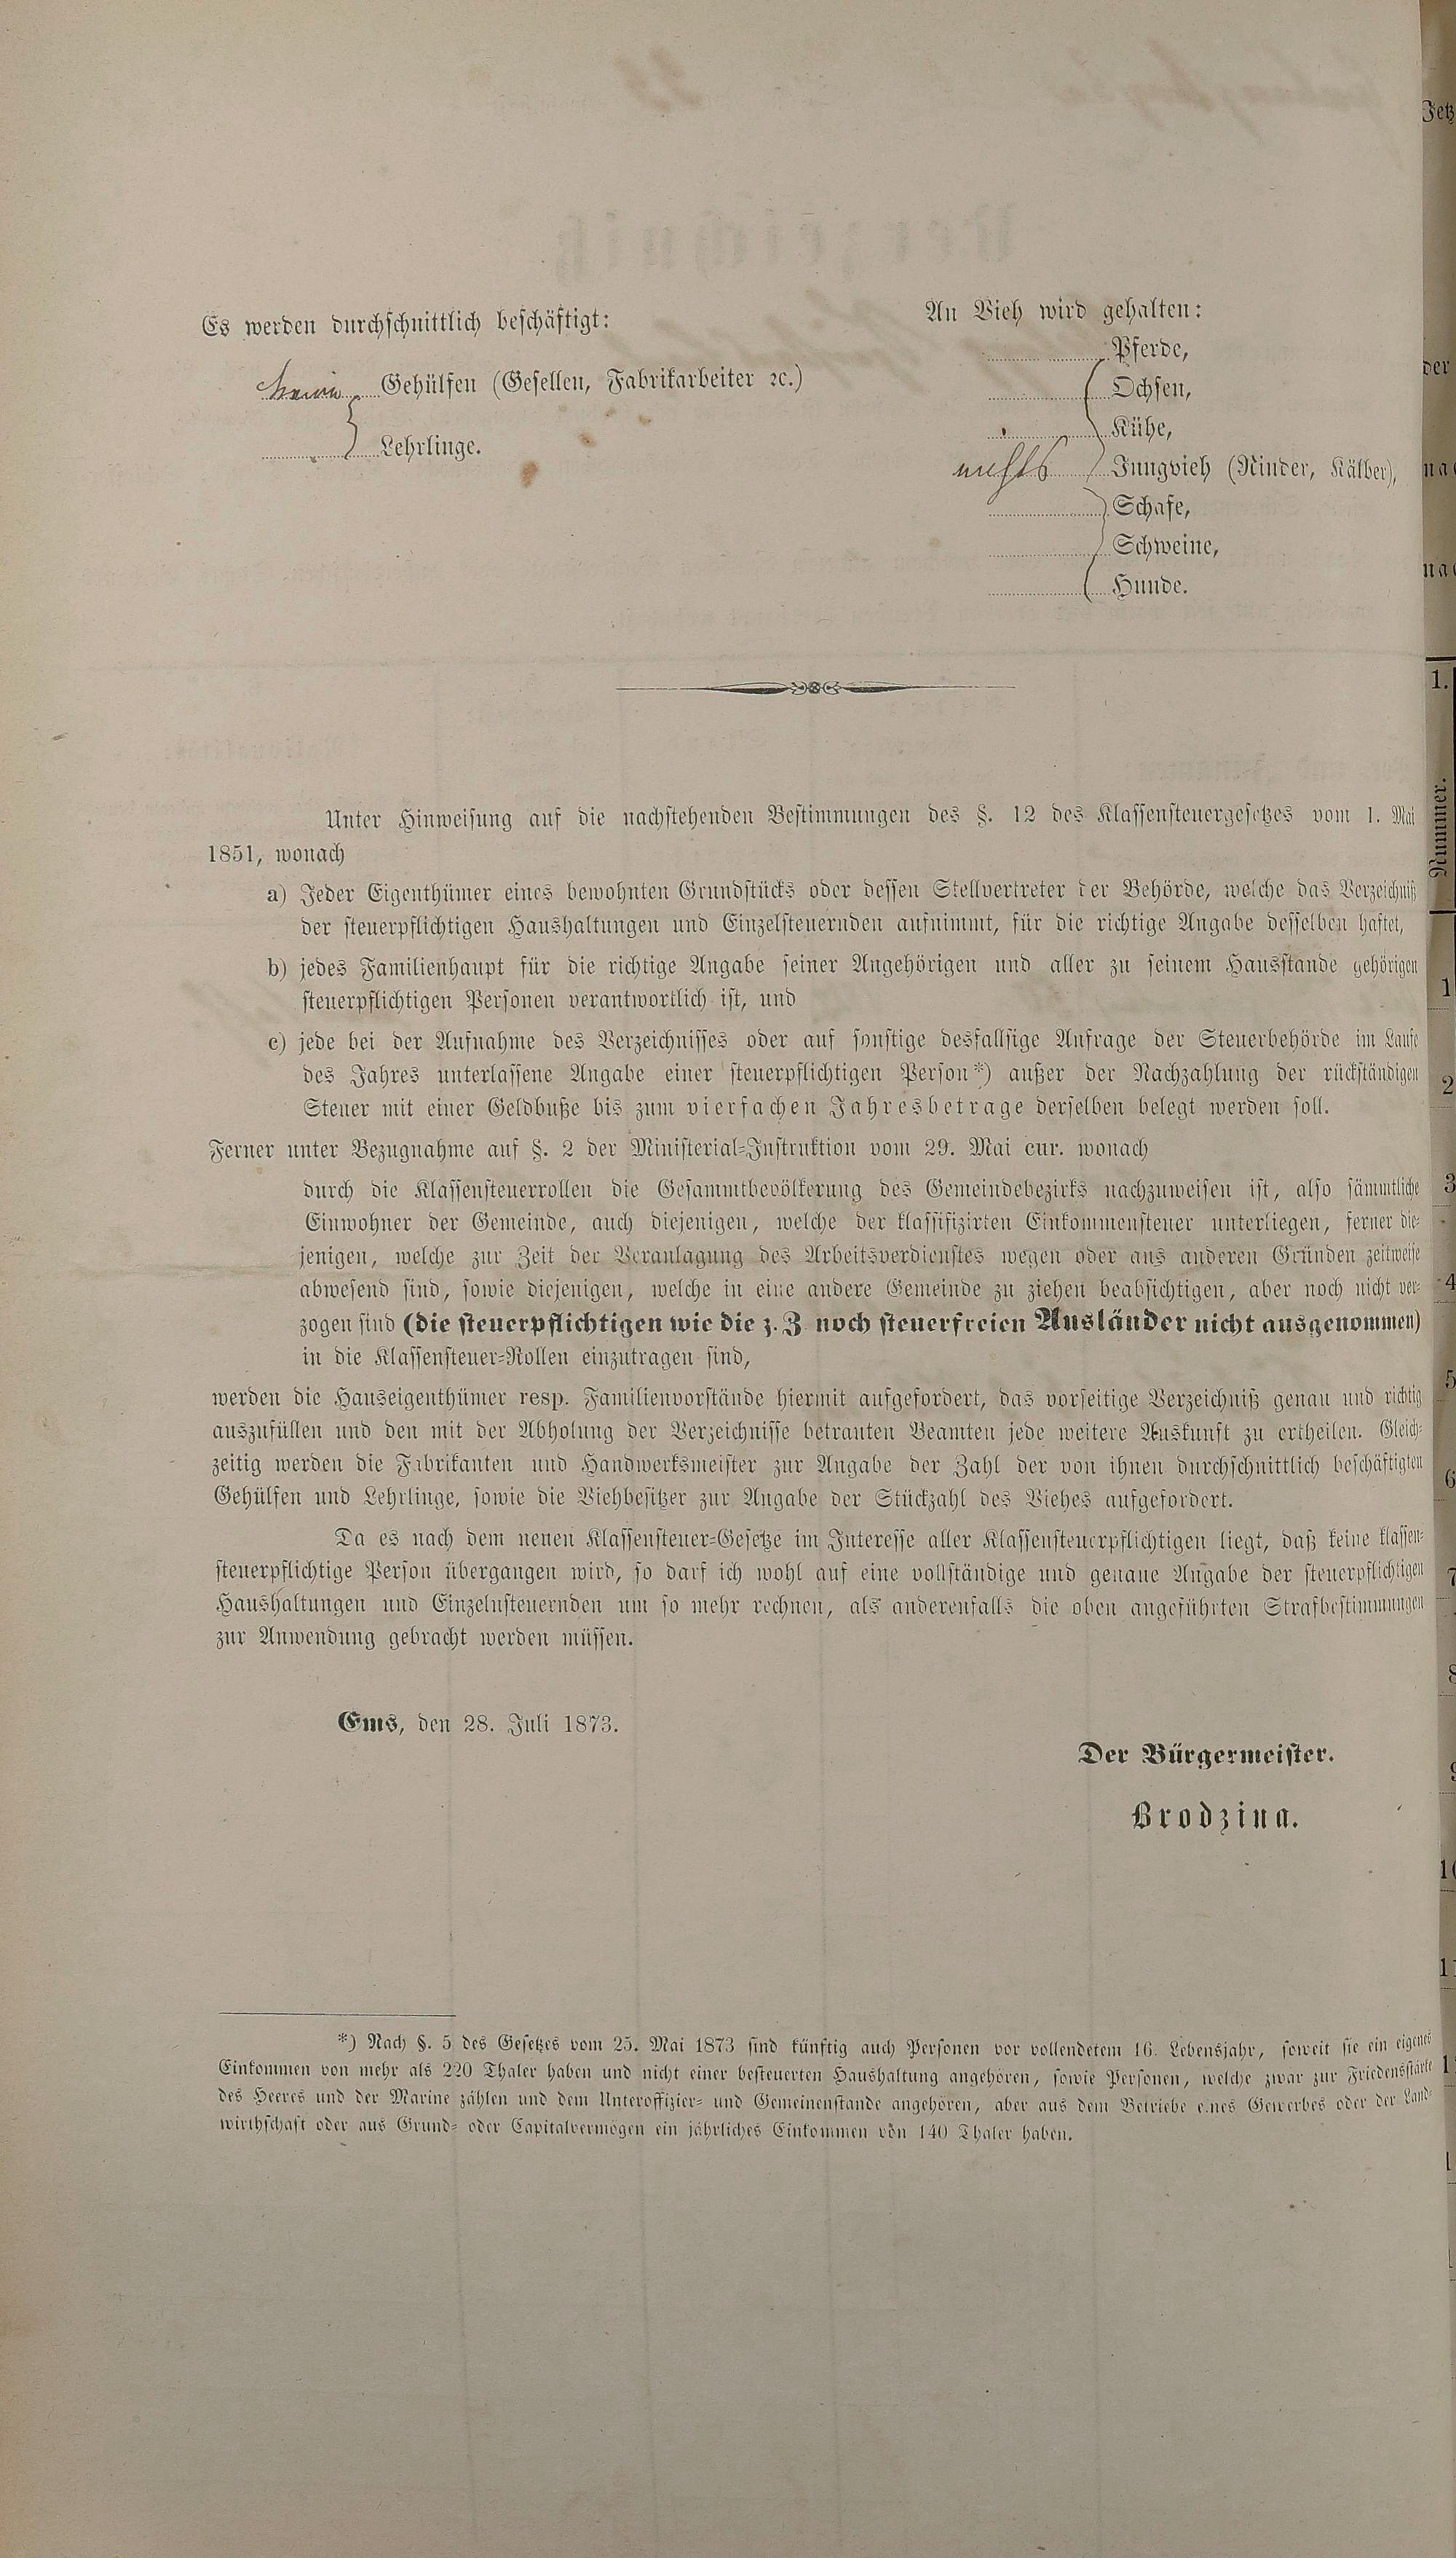 Es werden durchschnittlich beschäftigt:
Gehülfen (Gesellen, Fabrikarbeiter ꝛc.)
Lehrlinge.
An Vieh wird gehalten:
Pferde,
Ochsen,
Kühe,
nichts Jungvieh (Rinder, Kälber),
Schafe,
Schweine,
Hunde.
Unter Hinweisung auf die nachstehenden Bestimmungen des §. 12 des Klassensteuergesetzes vom 1. Mai
1851, wonach
a) Jeder Eigenthümer eines bewohnten Grundstücks oder dessen Stellvertreter der Behörde, welche das Verzeichniß
der steuerpflichtigen Haushaltungen und Einzelsteuernden aufnimmt, für die richtige Angabe desselben haftet,
b) jedes Familienhaupt für die richtige Angabe seiner Angehörigen und aller zu seinem Hausstande gehörigen
steuerpflichtigen Personen verantwortlich ist, und
c) jede bei der Aufnahme des Verzeichnisses oder auf sonstige desfallsige Anfrage der Steuerbehörde im Laufe
des Jahres unterlassene Angabe einer steuerpflichtigen Person*) außer der Nachzahlung der rückständigen
Steuer mit einer Geldbuße bis zum vierfachen Jahresbetrage derselben belegt werden soll.
Ferner unter Bezugnahme auf §. 2 der Ministerial-Instruktion vom 29. Mai cur. wonach
durch die Klassensteuerrollen die Gesammtbevölkerung des Gemeindebezirks nachzuweisen ist, also sämmtliche
Einwohner der Gemeinde, auch diejenigen, welche der klassifizirten Einkommensteuer unterliegen, ferner die-
jenigen, welche zur Zeit der Veranlagung des Arbeitsverdienstes wegen oder aus anderen Gründen zeitweise
abwesend sind, sowie diejenigen, welche in eine andere Gemeinde zu ziehen beabsichtigen, aber noch nicht ver-
zogen sind (die steuerpflichtigen wie die z. Z noch steuerfreien Ausländer nicht ausgenommen)
in die Klassensteuer-Rollen einzutragen sind,
werden die Hauseigenthümer resp. Familienvorstände hiermit aufgefordert, das vorseitige Verzeichniß genau und richtig
auszufüllen und den mit der Abholung der Verzeichnisse betrauten Beamten jede weitere Auskunft zu ertheilen. Gleich-
zeitig werden die Fabrikanten und Handwerksmeister zur Angabe der Zahl der von ihnen durchschnittlich beschäftigten
Gehülfen und Lehrlinge, sowie die Viehbesitzer zur Angabe der Stückzahl des Viehes aufgefordert.
Da es nach dem neuen Klassensteuer-Gesetze im Interesse aller Klassensteuerpflichtigen liegt, daß keine klassen-
steuerpflichtige Person übergangen wird, so darf ich wohl auf eine vollständige und genaue Angabe der steuerpflichtigen
Haushaltungen und Einzelnsteuernden um so mehr rechnen, als anderenfalls die oben angeführten Strafbestimmungen
zur Anwendung gebracht werden müssen.
Ems, den 28. Juli 1873.
Der Bürgermeister.
Brodzina.
*) Nach §. 5 des Gesetzes vom 25. Mai 1873 sind künftig auch Personen vor vollendetem 16. Lebensjahr, soweit sie ein eigenes
Einkommen von mehr als 220 Thaler haben und nicht einer besteuerten Haushaltung angehören, sowie Personen, welche zwar zur Friedensstärke
des Heeres und der Marine zählen und dem Unteroffizier- und Gemeinenstande angehören, aber aus dem Betriebe eines Gewerbes oder der Land-
wirthschaft oder aus Grund- oder Capitalvermögen ein jährliches Einkommen von 140 Thaler haben.
Jetz
der
1.
Nummer.
1
2
3
4
5
6
7
8
9